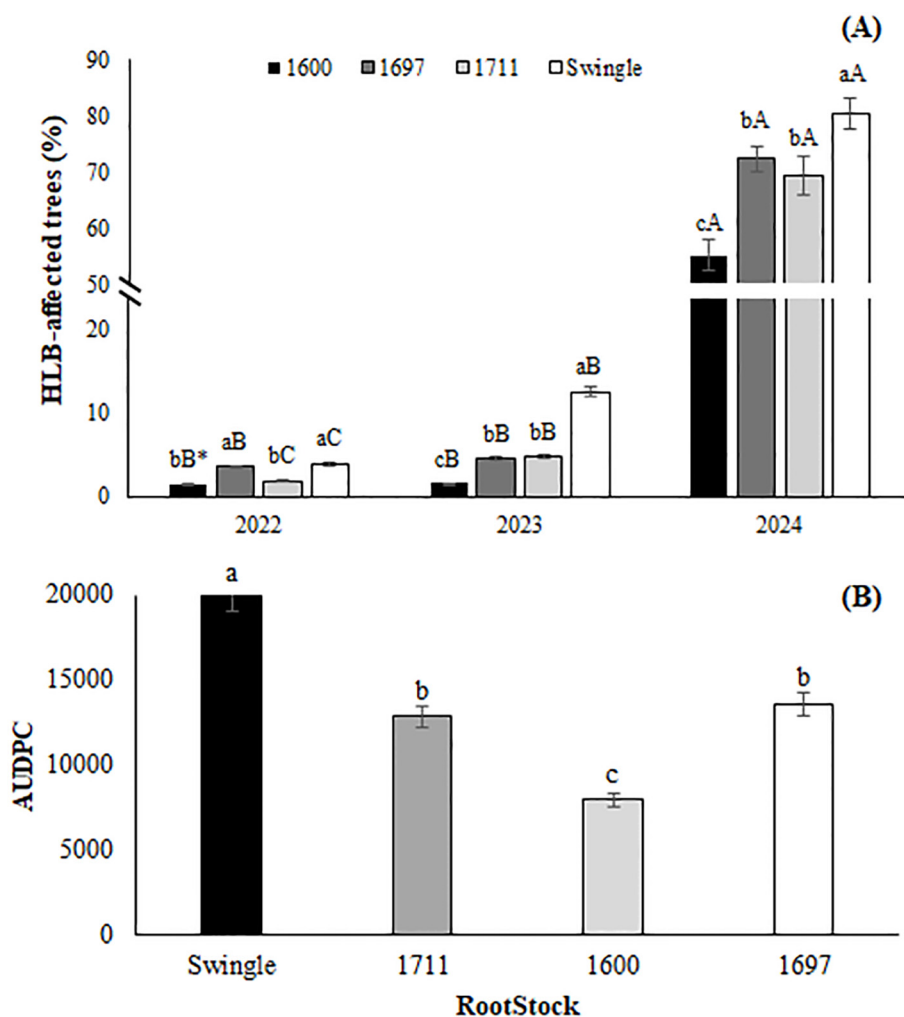 (A)
90
1600 1697 1711 Swingle
80
70
60
50
20
10
0
HLB-affected trees (%)
bB* aB bC aC
cB bB bB aB
cA bA bA aA
2022 2023 2024
(B)
20000
15000
10000
5000
0
AUDPC
a b c b
Swingle 1711 1600 1697
RootStock